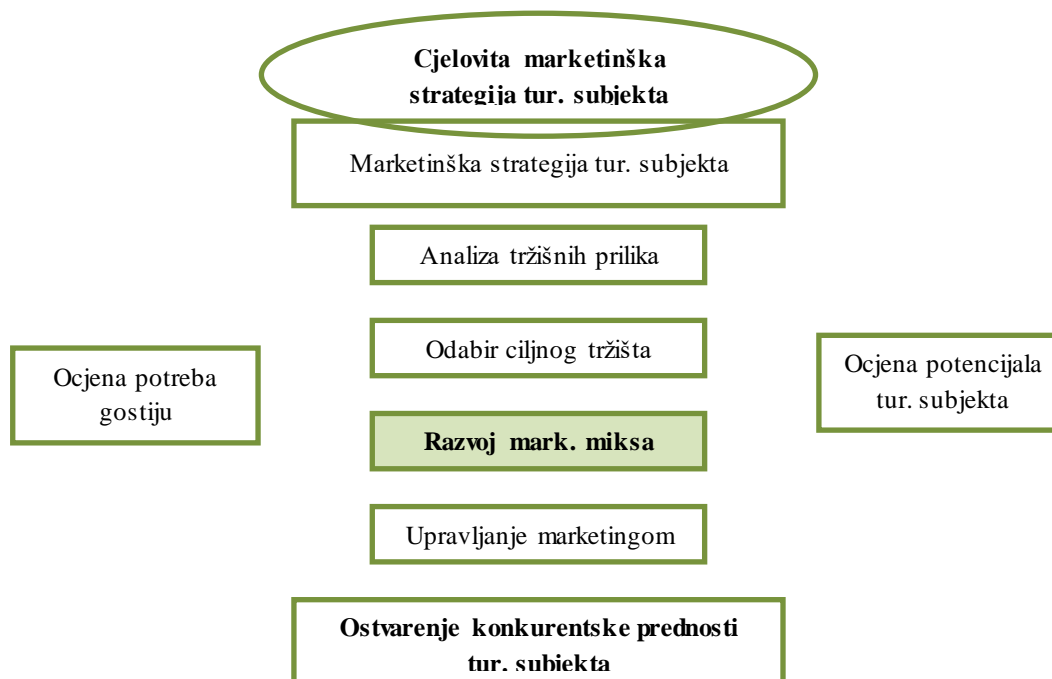 Cjelovita marketinška
strategija tur. subjekta
Marketinška strategija tur. subjekta
Analiza tržišnih prilika
Odabir ciljnog tržišta
Ocjena potreba
gostiju
Ocjena potencijala
tur. subjekta
Razvoj mark. miksa
Upravljanje marketingom
Ostvarenje konkurentske prednosti
tur. subjekta